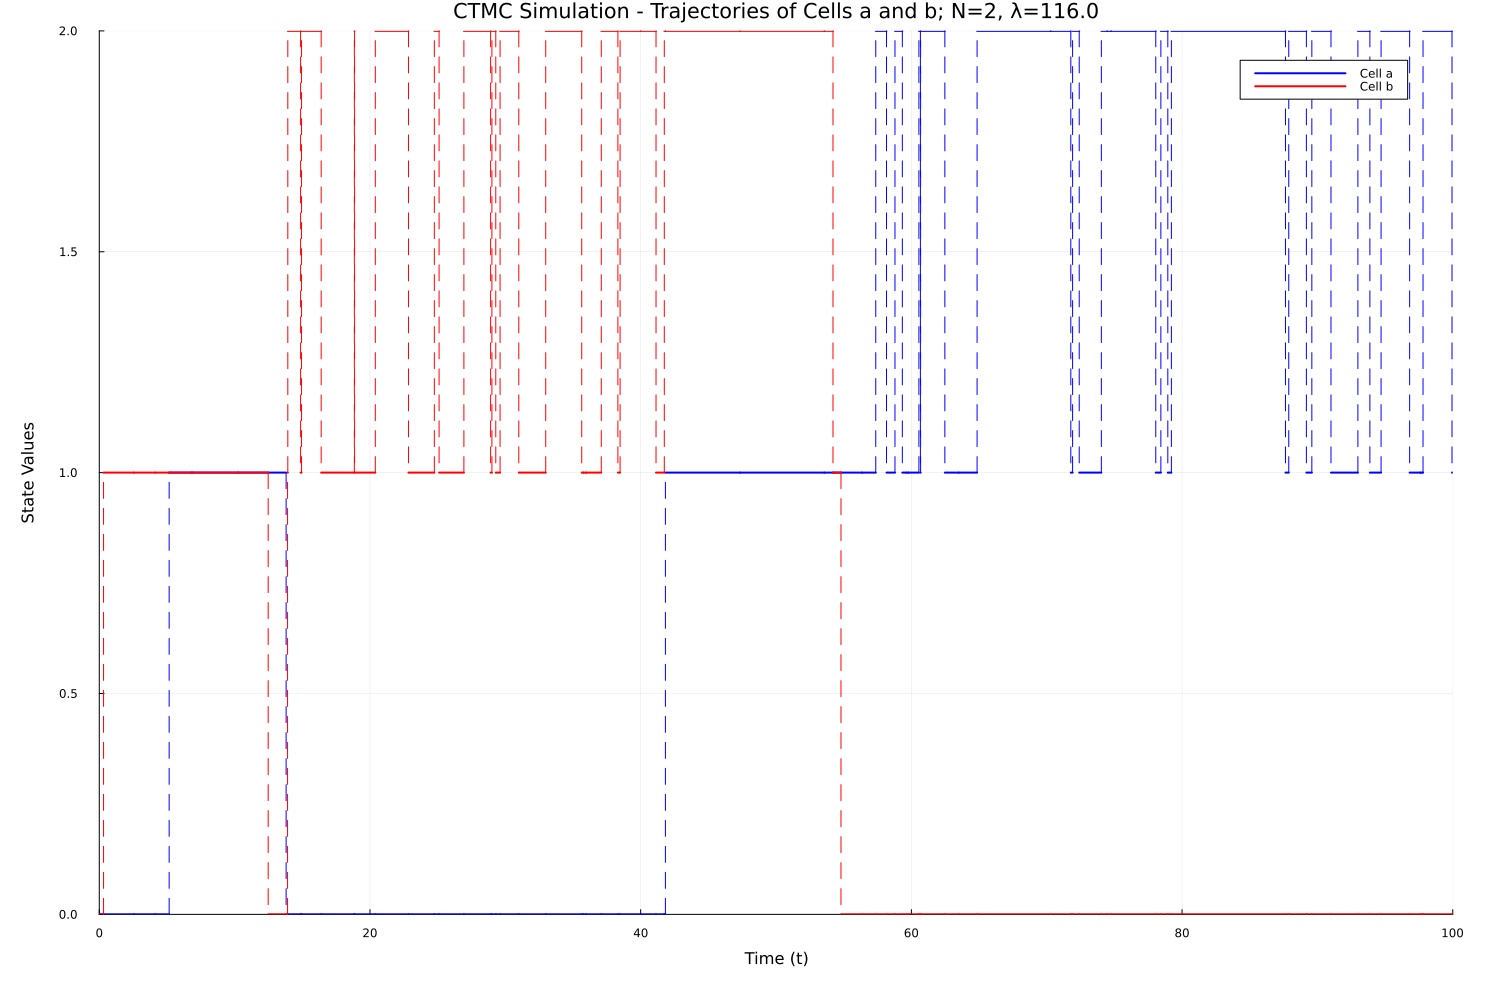 CTMC Simulation - Trajectories of Cells a and b; N=2, λ=116.0
2.0
Cell a
Cell b
1.5
1.0
State Values
0.5
0.0
0 20 40 60 80 100
Time (t)